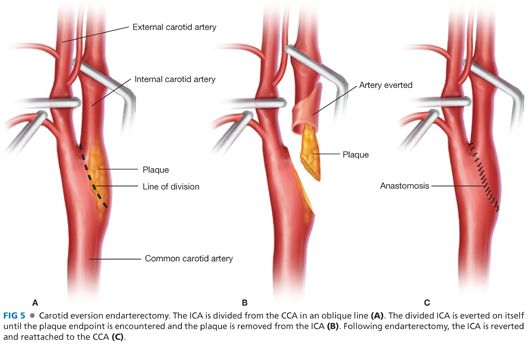 External carotid artery
Internal carotid artery
Artery everted
Plaque
Plaque
Line of division
Anastomosis
Common carotid artery
A
B
C
FIG 5 ● Carotid eversion endarterectomy. The ICA is divided from the CCA in an oblique line (A). The divided ICA is everted on itself
until the plaque endpoint is encountered and the plaque is removed from the ICA (B). Following endarterectomy, the ICA is reverted
and reattached to the CCA (C).